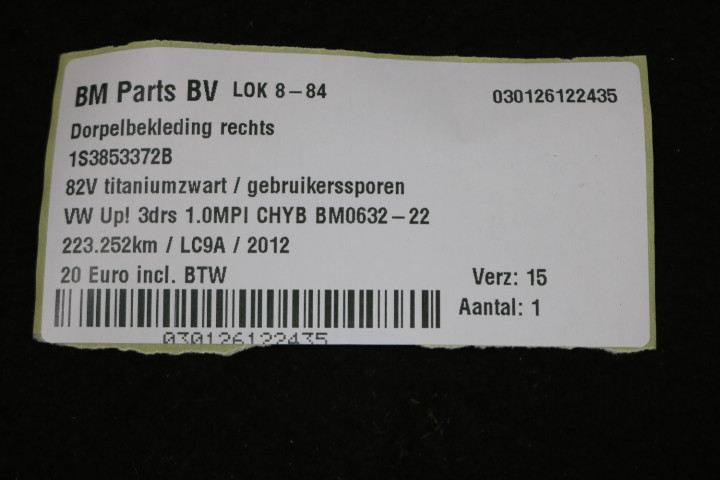 BM Parts BV LOK 8-84 030126122435
Dorpelbekleding rechts
1S3853372B
82V titaniumzwart / gebruikerssporen
VW Up! 3drs 1.0MPI CHYB BM0632-22
223.252km / LC9A / 2012
20 Euro incl. BTW Verz: 15
Aantal: 1
030126122435